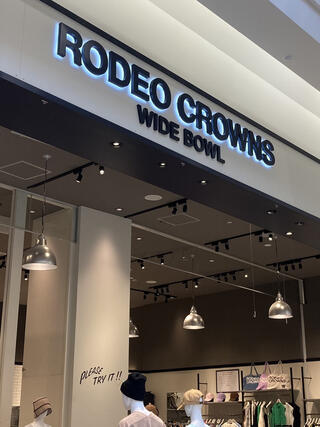 RODEO CROWNS
WIDE BOWL
PLEASE
TRY IT!!